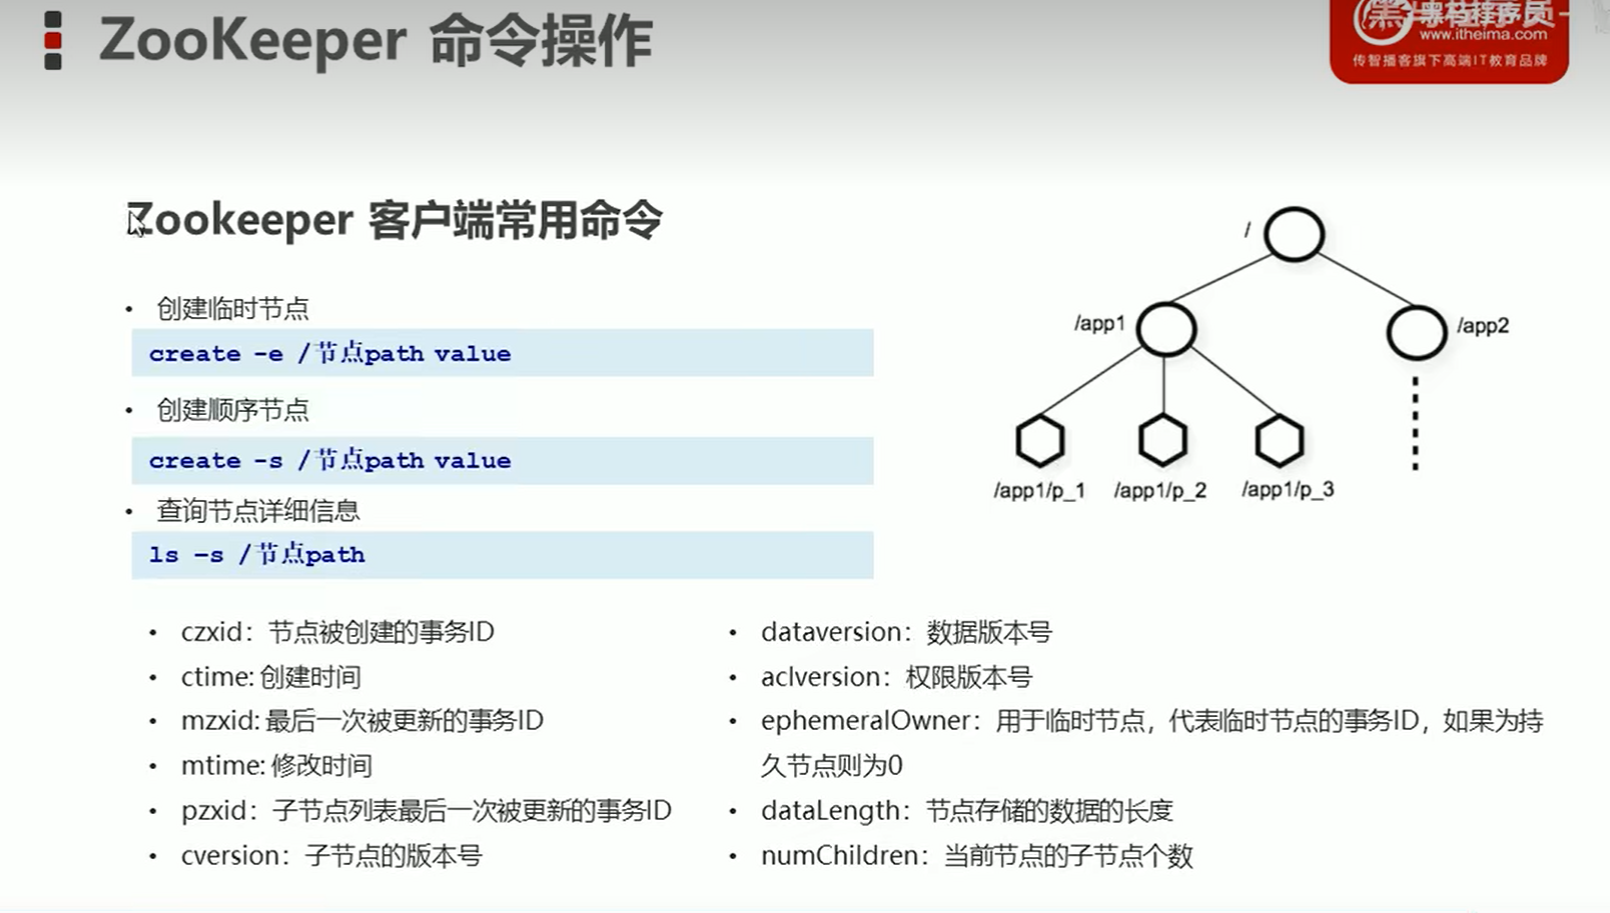 ZooKeeper 命令操作
黑马程序员
www.itheima.com
传智播客旗下高端IT教育品牌
Zookeeper 客户端常用命令
• 创建临时节点
create -e /节点path value
• 创建顺序节点
create -s /节点path value
• 查询节点详细信息
ls –s /节点path
/
/app1
/app2
/app1/p_1
/app1/p_2
/app1/p_3
• czxid：节点被创建的事务ID
• ctime: 创建时间
• mzxid: 最后一次被更新的事务ID
• mtime: 修改时间
• pzxid：子节点列表最后一次被更新的事务ID
• cversion：子节点的版本号
• dataversion：数据版本号
• aclversion：权限版本号
• ephemeralOwner：用于临时节点，代表临时节点的事务ID，如果为持
久节点则为0
• dataLength：节点存储的数据的长度
• numChildren：当前节点的子节点个数